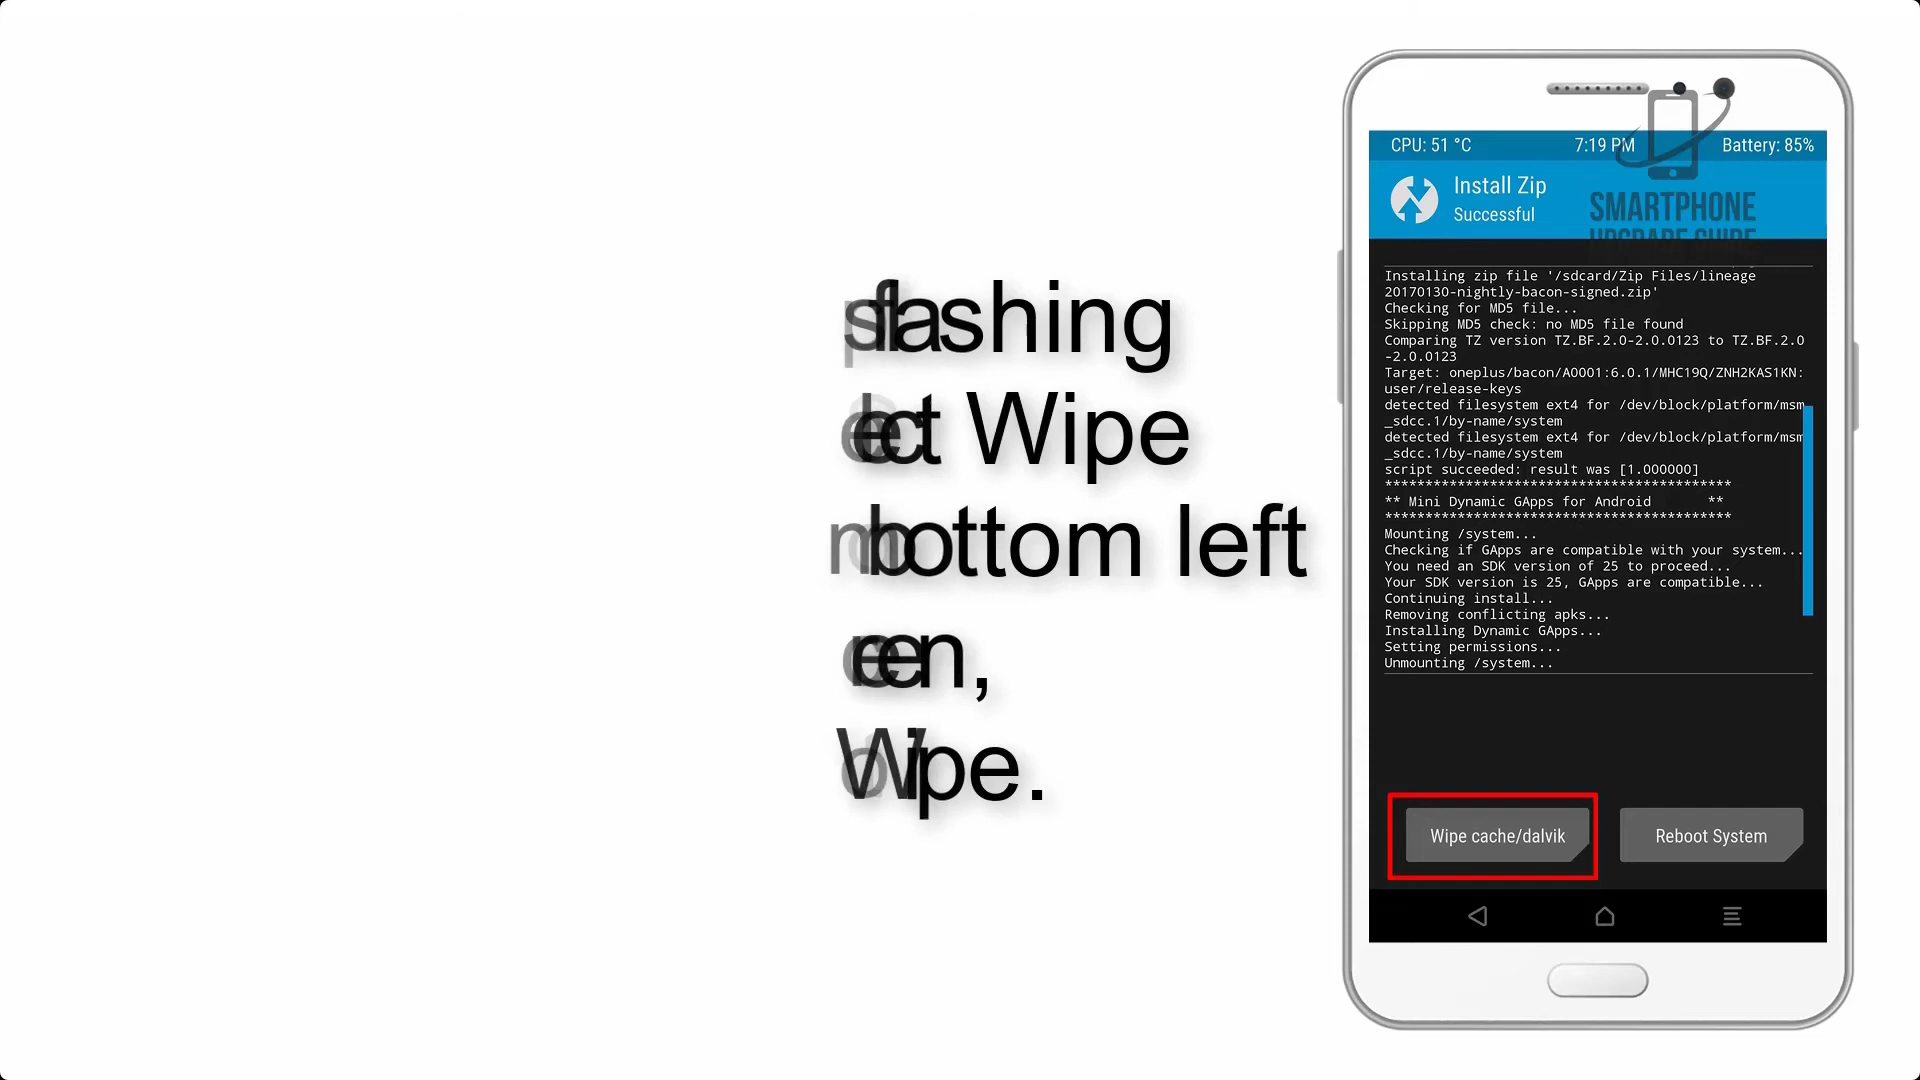 flashing
Wipe
bottom left
Wipe.
CPU: 51 °C 7:19 PM Battery: 85%
Install Zip
Successful
SMARTPHONE
UPGRADE GUIDE
Installing zip file '/sdcard/Zip Files/lineage
20170130-nightly-bacon-signed.zip'
Checking for MD5 file...
Skipping MD5 check: no MD5 file found
Comparing TZ version TZ.BF.2.0-2.0.0123 to TZ.BF.2.0
-2.0.0123
Target: oneplus/bacon/A0001:6.0.1/MHC19Q/ZNH2KAS1KN:
user/release-keys
detected filesystem ext4 for /dev/block/platform/msm
_sdcc.1/by-name/system
detected filesystem ext4 for /dev/block/platform/msm
_sdcc.1/by-name/system
script succeeded: result was [1.000000]
*******************************************
** Mini Dynamic GApps for Android **
*******************************************
Mounting /system...
Checking if GApps are compatible with your system...
You need an SDK version of 25 to proceed...
Your SDK version is 25, GApps are compatible...
Continuing install...
Removing conflicting apks...
Installing Dynamic GApps...
Setting permissions...
Unmounting /system...
Wipe cache/dalvik
Reboot System